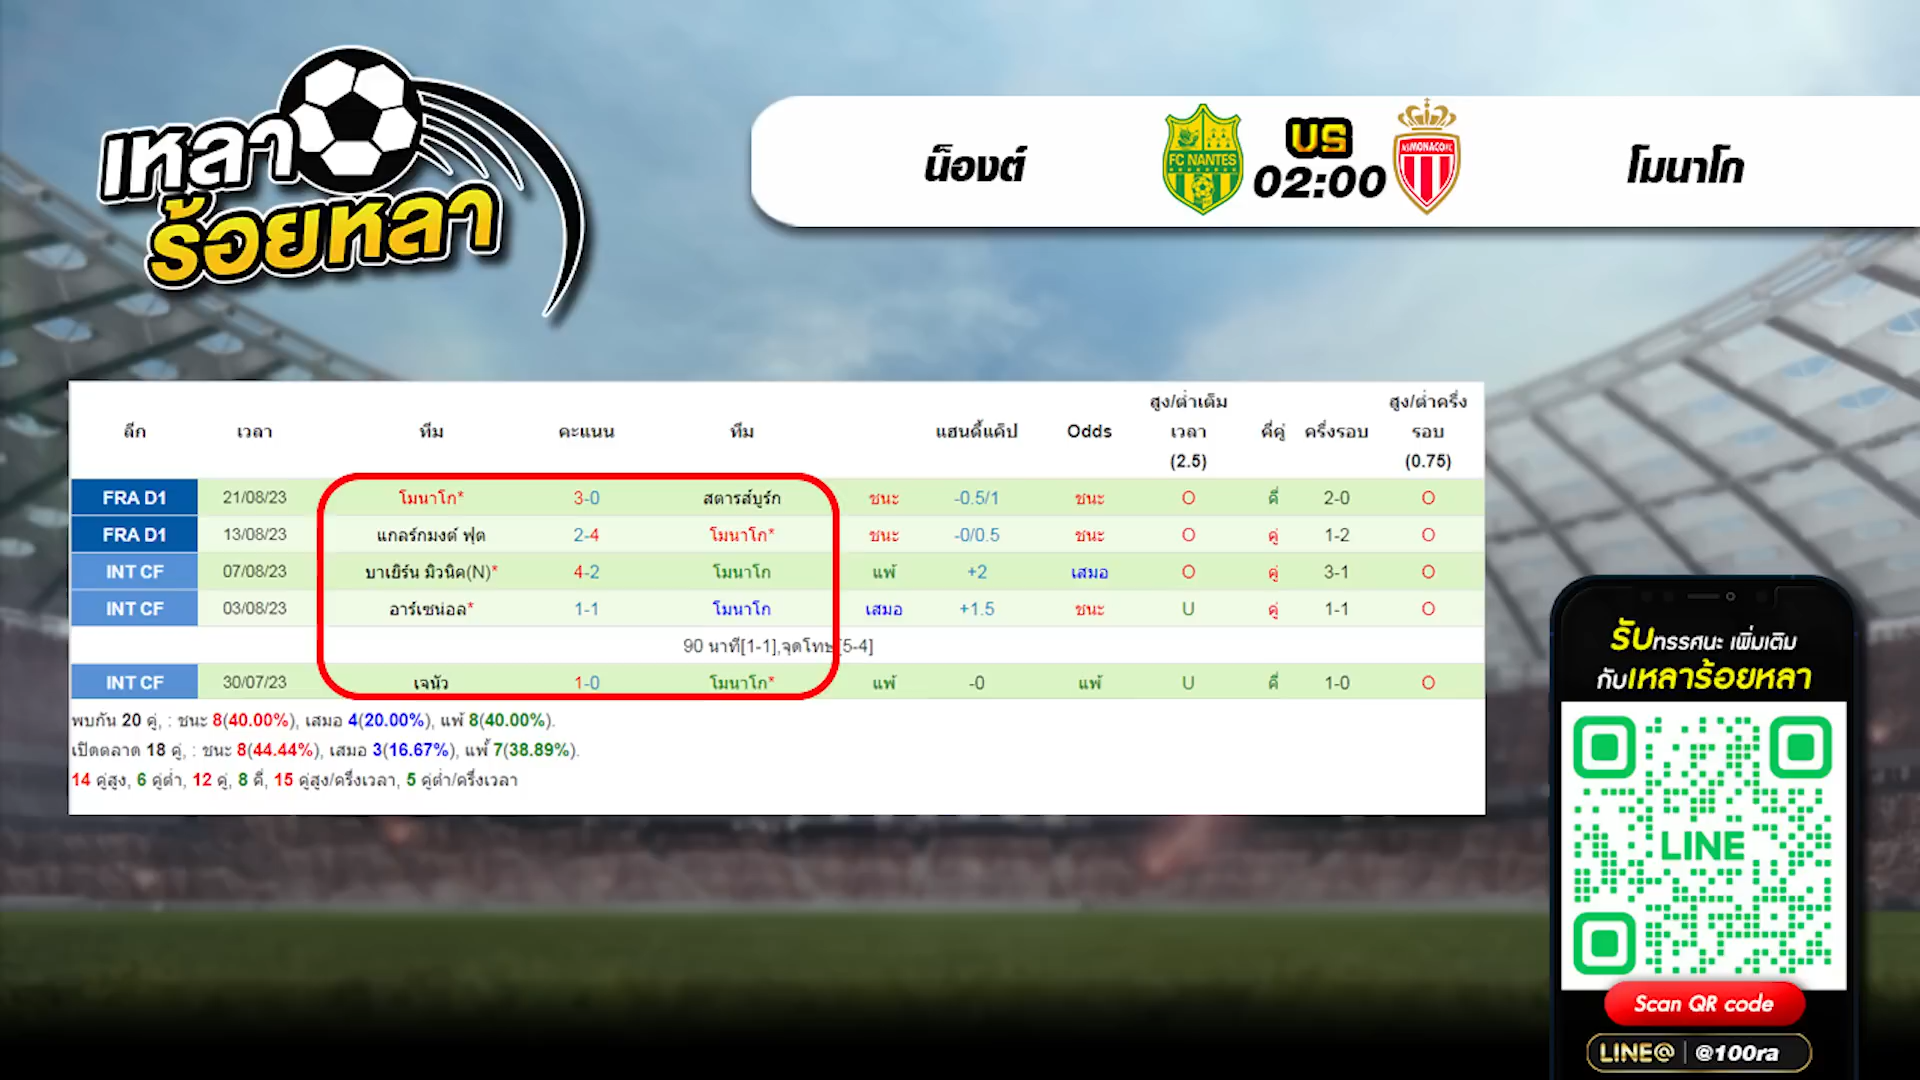 เหลา
ร้อยหลา
น็องต์
FC NANTES
VS
02:00
AS MONACO FC
โมนาโก
ลีก เวลา ทีม คะแนน ทีม แฮนดี้แค๊ป Odds สูง/ต่ำเต็มเวลา (2.5) คี่คู่ ครึ่งรอบ สูง/ต่ำครึ่งรอบ (0.75)
FRA D1 21/08/23 โมนาโก* 3-0 สตารส์บูร์ก ชนะ -0.5/1 ชนะ O คี่ 2-0 O
FRA D1 13/08/23 แกลร์กมงต์ ฟุต 2-4 โมนาโก* ชนะ -0/0.5 ชนะ O คู่ 1-2 O
INT CF 07/08/23 บาเยิร์น มิวนิค(N)* 4-2 โมนาโก แพ้ +2 เสมอ O คู่ 3-1 O
INT CF 03/08/23 อาร์เซน่อล* 1-1 โมนาโก เสมอ +1.5 ชนะ U คู่ 1-1 O
90 นาที[1-1],จุดโทษ[5-4]
INT CF 30/07/23 เจนัว 1-0 โมนาโก* แพ้ -0 แพ้ U คี่ 1-0 O
พบกัน 20 คู่, : ชนะ 8(40.00%), เสมอ 4(20.00%), แพ้ 8(40.00%).
เปิดตลาด 18 คู่, : ชนะ 8(44.44%), เสมอ 3(16.67%), แพ้ 7(38.89%).
14 คู่สูง, 6 คู่ต่ำ, 12 คู่, 8 คี่, 15 คู่สูง/ครึ่งเวลา, 5 คู่ต่ำ/ครึ่งเวลา
รับทรรศนะ เพิ่มเติม
กับเหลาร้อยหลา
LINE
Scan QR code
LINE@ | @100ra